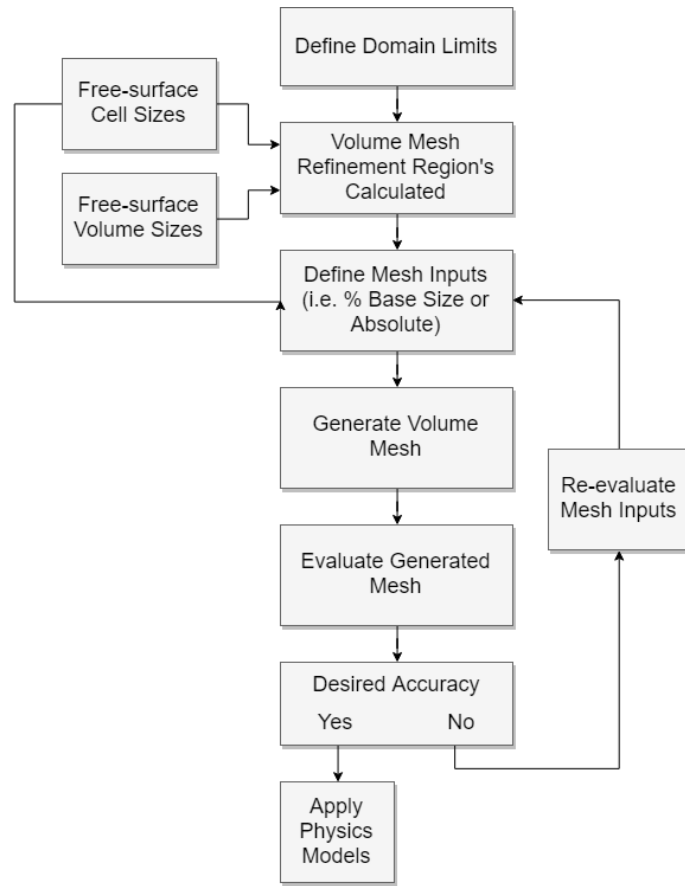 Define Domain Limits
Free-surface
Cell Sizes
Volume Mesh
Refinement Region's
Calculated
Free-surface
Volume Sizes
Define Mesh Inputs
(i.e. % Base Size or
Absolute)
Generate Volume
Mesh
Re-evaluate
Mesh Inputs
Evaluate Generated
Mesh
Desired Accuracy
Yes No
Apply
Physics
Models